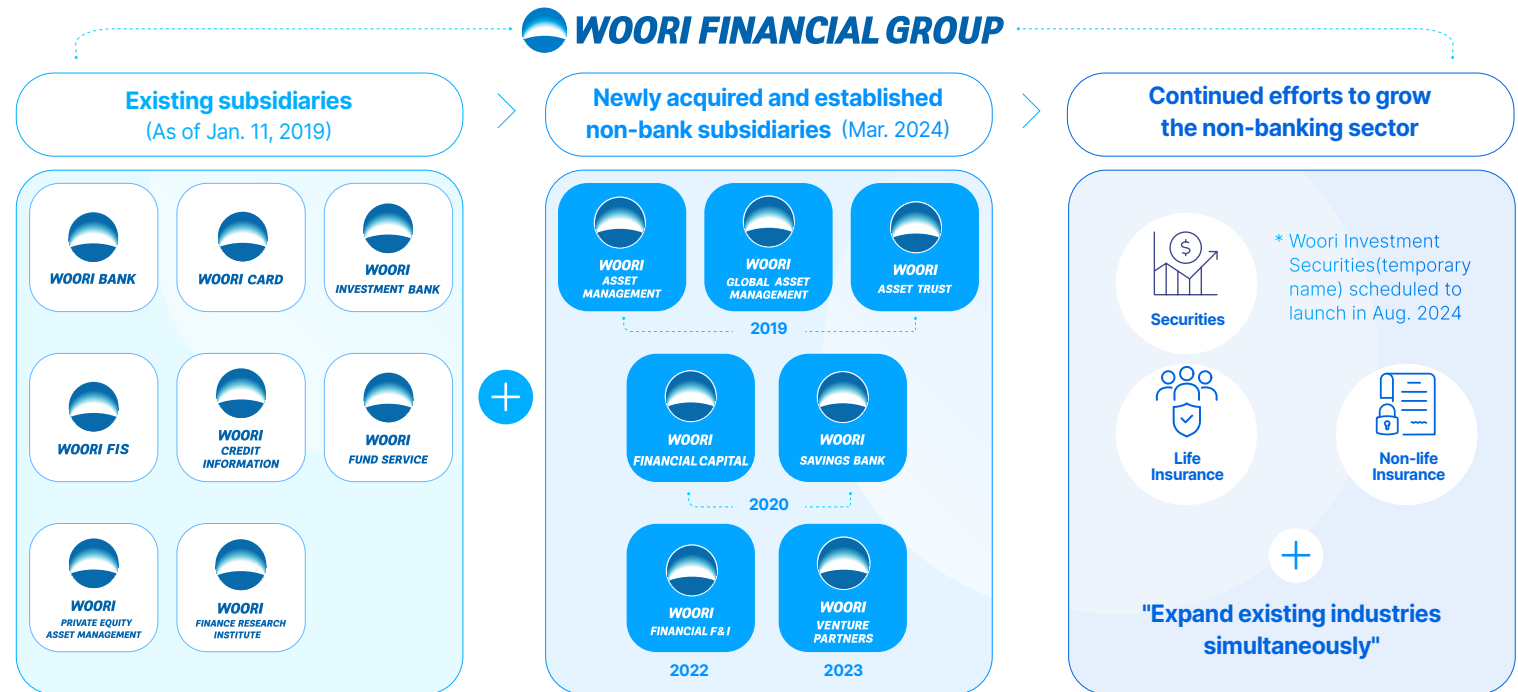 WOORI FINANCIAL GROUP
Existing subsidiaries
(As of Jan. 11, 2019)
WOORI BANK
WOORI CARD
WOORI
INVESTMENT BANK
WOORI FIS
WOORI
CREDIT
INFORMATION
WOORI
FUND SERVICE
WOORI
PRIVATE EQUITY
ASSET MANAGEMENT
WOORI
FINANCE RESEARCH
INSTITUTE
Newly acquired and established
non-bank subsidiaries (Mar. 2024)
WOORI
ASSET
MANAGEMENT
WOORI
GLOBAL ASSET
MANAGEMENT
WOORI
ASSET TRUST
2019
WOORI
FINANCIAL CAPITAL
WOORI
SAVINGS BANK
2020
WOORI
FINANCIAL F&I
2022
WOORI
VENTURE
PARTNERS
2023
Continued efforts to grow
the non-banking sector
$
Securities
* Woori Investment
Securities(temporary
name) scheduled to
launch in Aug. 2024
Life
Insurance
Non-life
Insurance
"Expand existing industries
simultaneously"